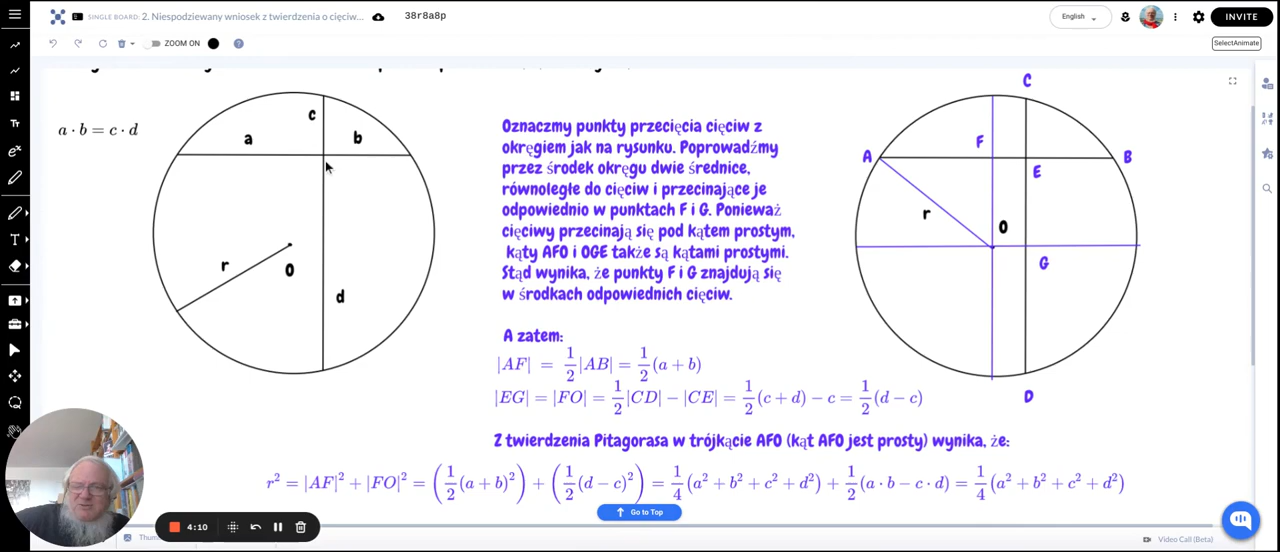 SINGLE BOARD: 2. Niespodziewany wniosek z twierdzenia o cięciw...
38r8a8p
English
INVITE
ZOOM ON
SelectAnimate
a · b = c · d
c
a
b
r
O
d
Oznaczmy punkty przecięcia cięciw z
okręgiem jak na rysunku. Poprowadźmy
przez środek okręgu dwie średnice,
równoległe do cięciw i przecinające je
odpowiednio w punktach F i G. Ponieważ
cięciwy przecinają się pod kątem prostym,
kąty AFO i OGE także są kątami prostymi.
Stąd wynika, że punkty F i G znajdują się
w środkach odpowiednich cięciw.
C
F
A
B
E
r
O
G
D
A zatem:
|AF| = 1/2|AB| = 1/2(a + b)
|EG| = |FO| = 1/2|CD| − |CE| = 1/2(c + d) − c = 1/2(d − c)
Z twierdzenia Pitagorasa w trójkącie AFO (kąt AFO jest prosty) wynika, że:
r² = |AF|² + |FO|² = (1/2(a + b)²) + (1/2(d − c)²) = 1/4(a² + b² + c² + d²) + 1/2(a · b − c · d) = 1/4(a² + b² + c² + d²)
Go to Top
4:10
Video Call (Beta)